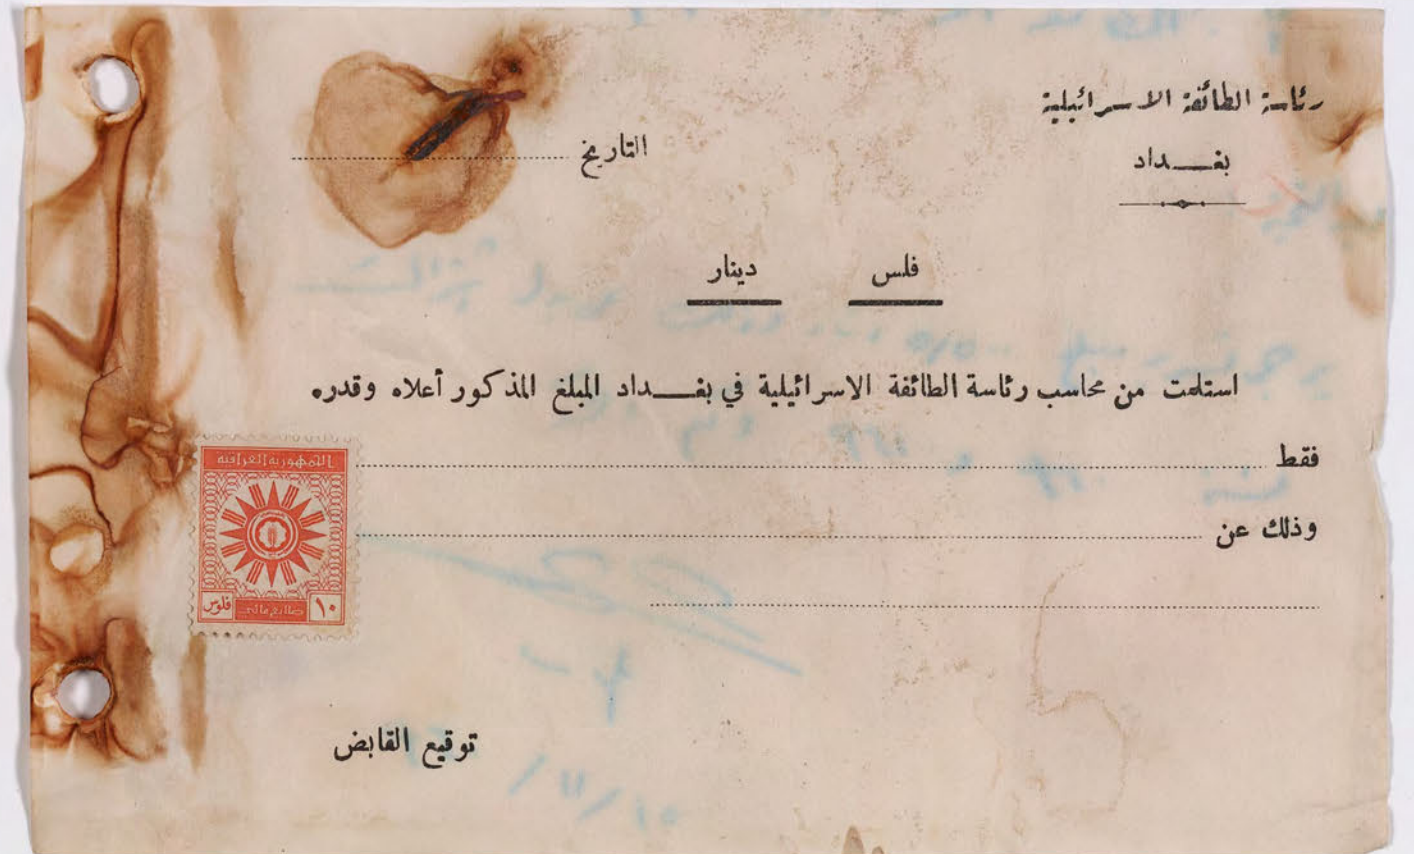 رئاسة الطائفة الاسرائيلية
بغـــداد
التاريخ
فلس دينار
استلمت من محاسب رئاسة الطائفة الاسرائيلية في بغـــداد المبلغ المذكور أعلاه وقدره
فقط
وذلك عن
الجمهورية العراقية
طابع مالي
١٠ فلوس
توقيع القابض